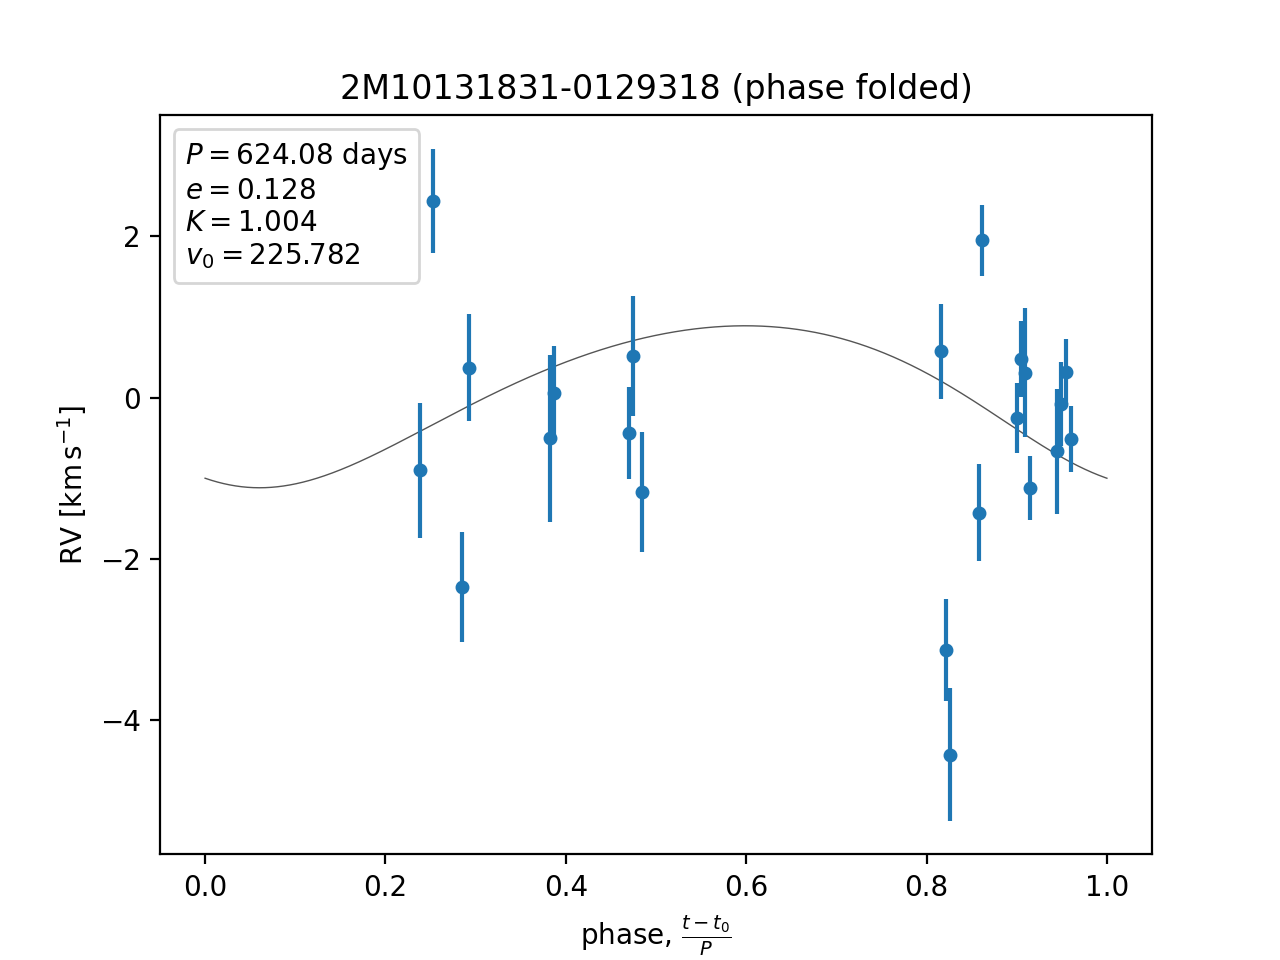 2M10131831-0129318 (phase folded)
P = 624.08 days
e = 0.128
K = 1.004
v₀ = 225.782
2
0
−2
−4
RV [km s⁻¹]
0.0 0.2 0.4 0.6 0.8 1.0
phase, (t − t₀)/P